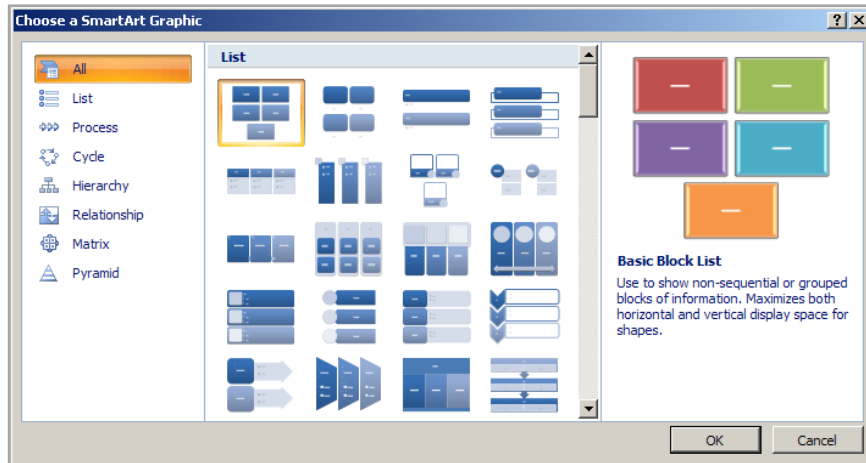 Choose a SmartArt Graphic
All
List
Process
Cycle
Hierarchy
Relationship
Matrix
Pyramid
List
Basic Block List
Use to show non-sequential or grouped
blocks of information. Maximizes both
horizontal and vertical display space for
shapes.
OK
Cancel